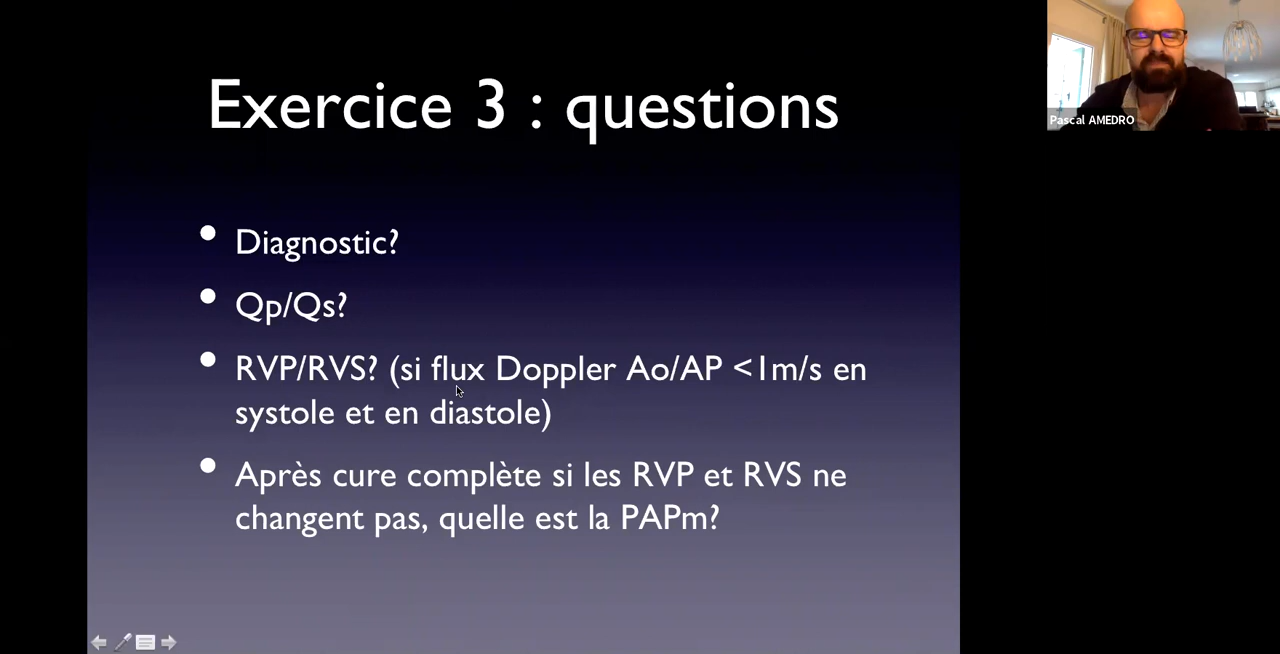 Exercice 3 : questions
Pascal AMEDRO
• Diagnostic?
• Qp/Qs?
• RVP/RVS? (si flux Doppler Ao/AP <1m/s en
systole et en diastole)
• Après cure complète si les RVP et RVS ne
changent pas, quelle est la PAPm?